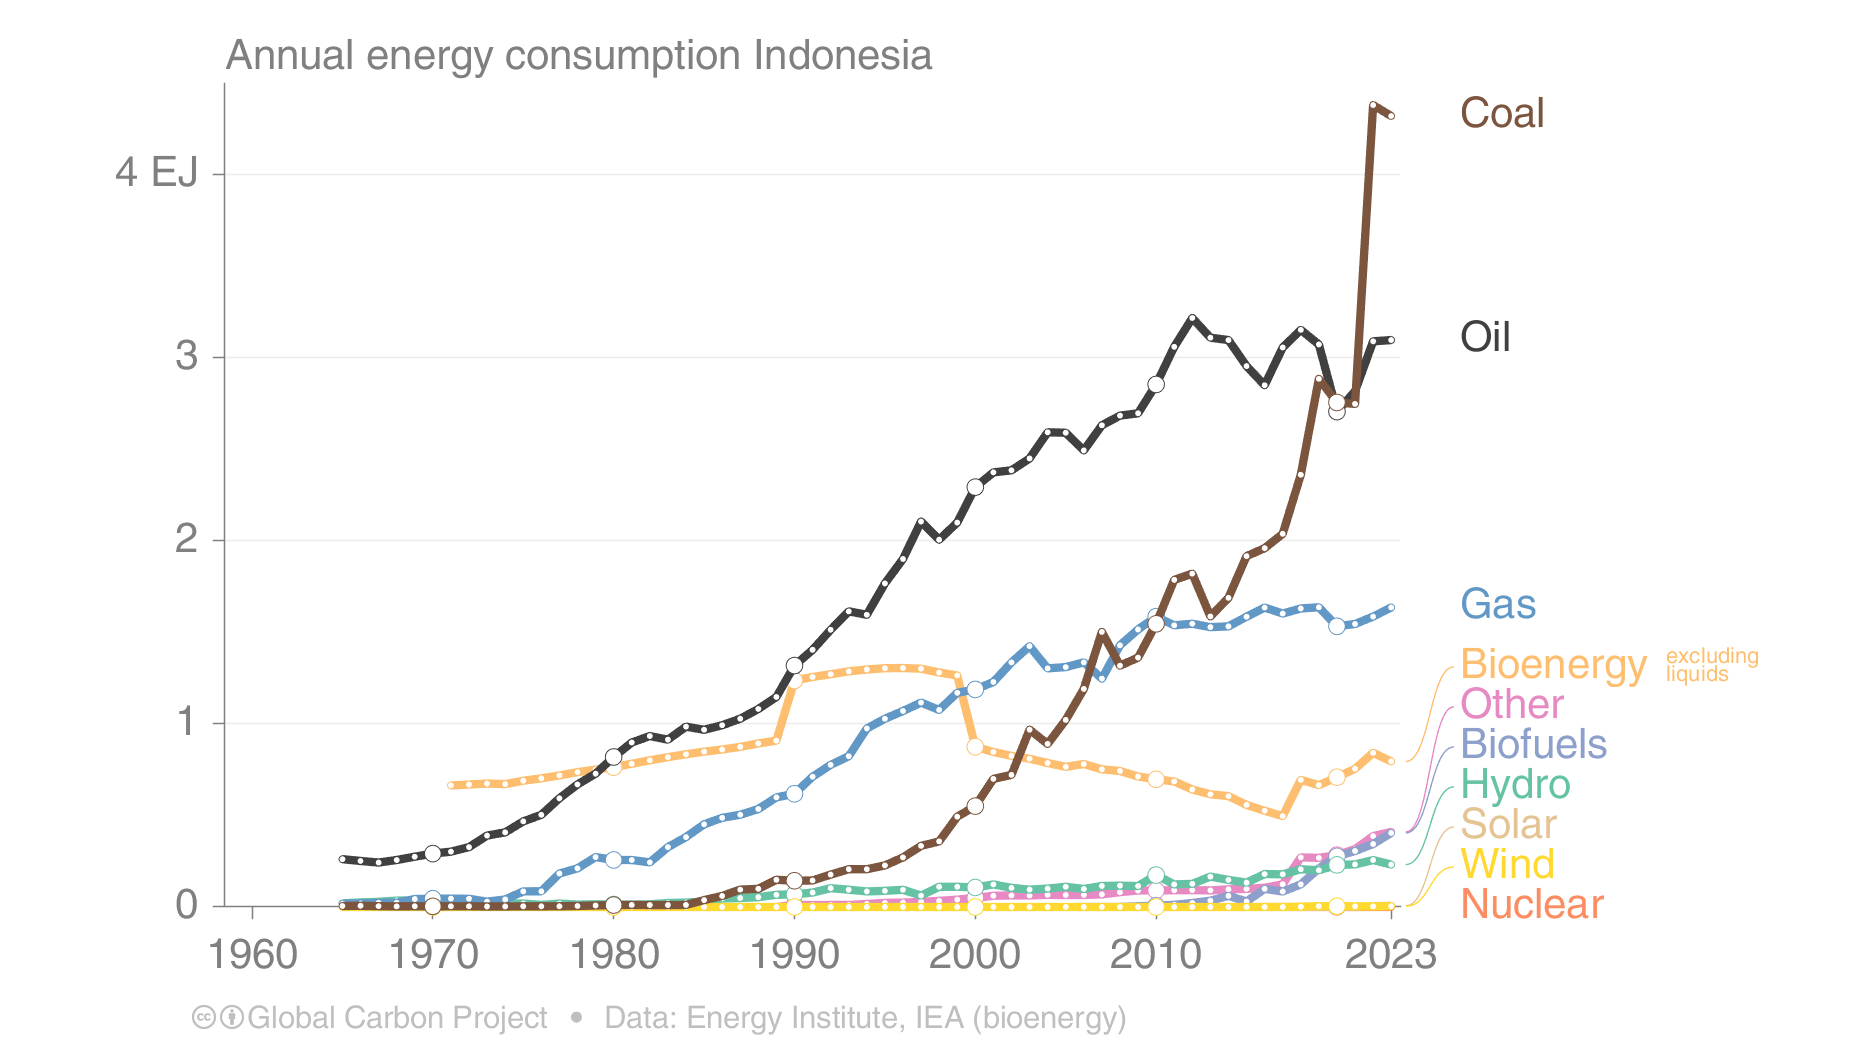 Annual energy consumption Indonesia
4 EJ
3
2
1
0
1960 1970 1980 1990 2000 2010 2023
Coal
Oil
Gas
Bioenergy excluding liquids
Other
Biofuels
Hydro
Solar
Wind
Nuclear
cc Global Carbon Project • Data: Energy Institute, IEA (bioenergy)